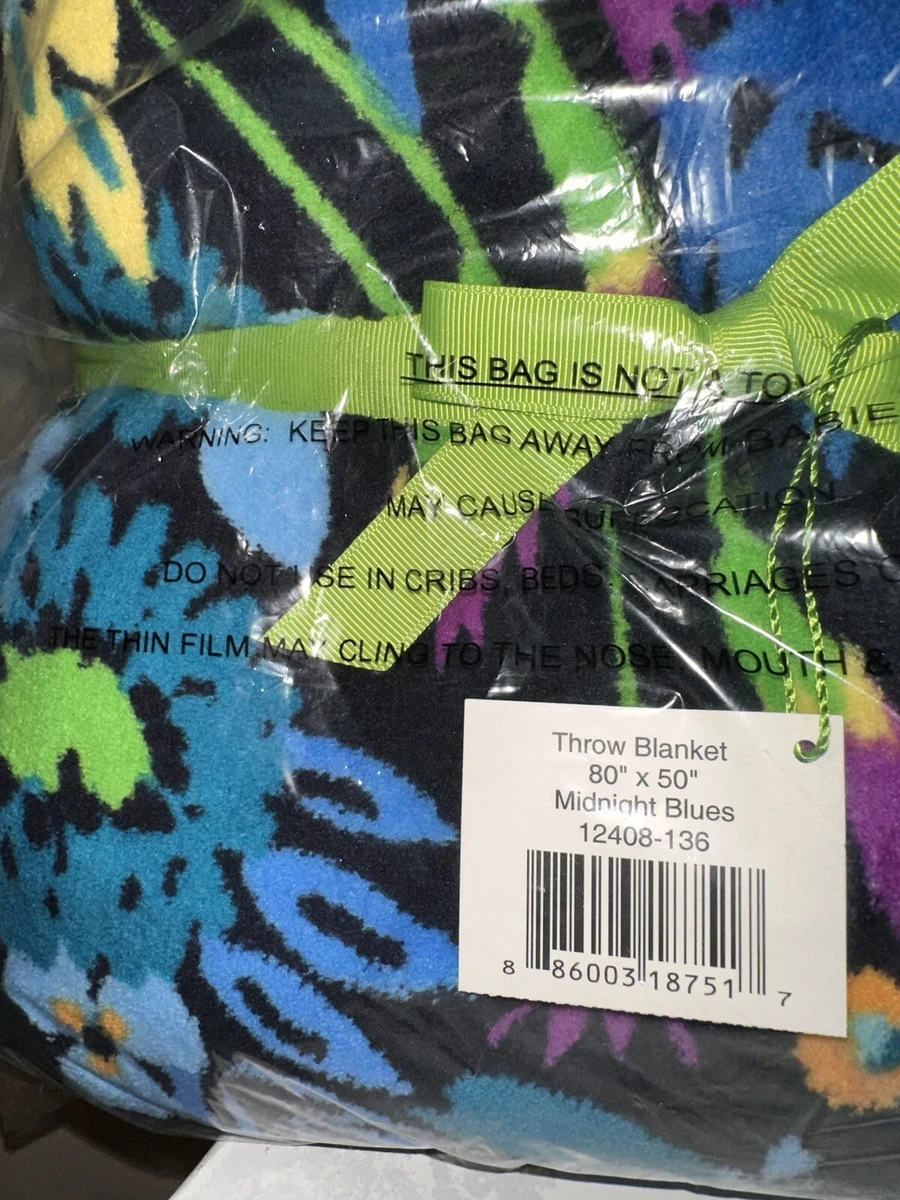 THIS BAG IS NOT A TOY
WARNING: KEEP THIS BAG AWAY FROM BABIE
MAY CAUSE SUFFOCATION
DO NOT USE IN CRIBS, BEDS, CARRIAGES O
THE THIN FILM MAY CLING TO THE NOSE, MOUTH &
Throw Blanket
80" x 50"
Midnight Blues
12408-136
8 86003 18751 7